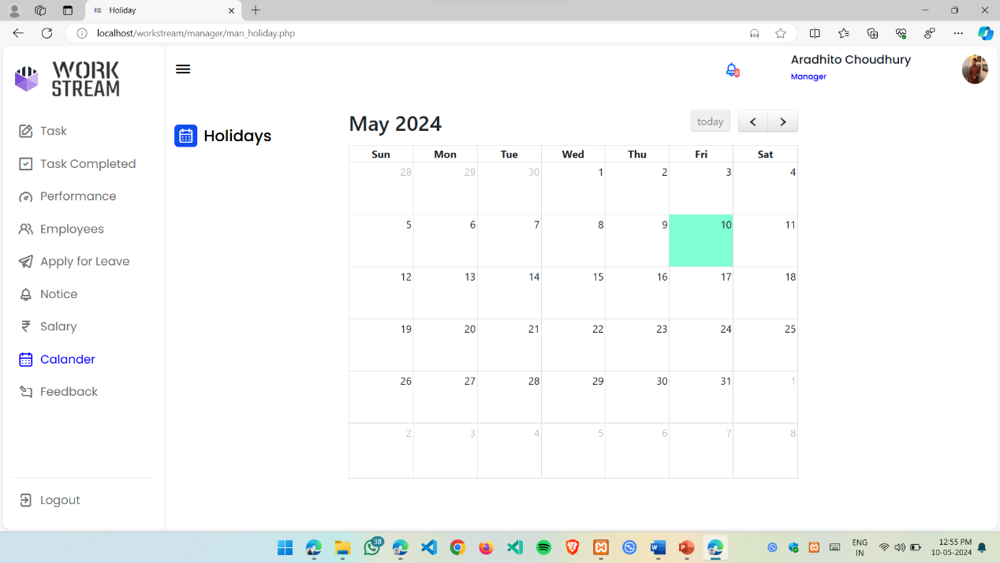 Holiday
localhost/workstream/manager/man_holiday.php
WORK
STREAM
Task
Task Completed
Performance
Employees
Apply for Leave
Notice
Salary
Calander
Feedback
Logout
0
Aradhito Choudhury
Manager
Holidays
May 2024
today
Sun Mon Tue Wed Thu Fri Sat
28 29 30 1 2 3 4
5 6 7 8 9 10 11
12 13 14 15 16 17 18
19 20 21 22 23 24 25
26 27 28 29 30 31 1
2 3 4 5 6 7 8
38
ENG
IN
12:55 PM
10-05-2024